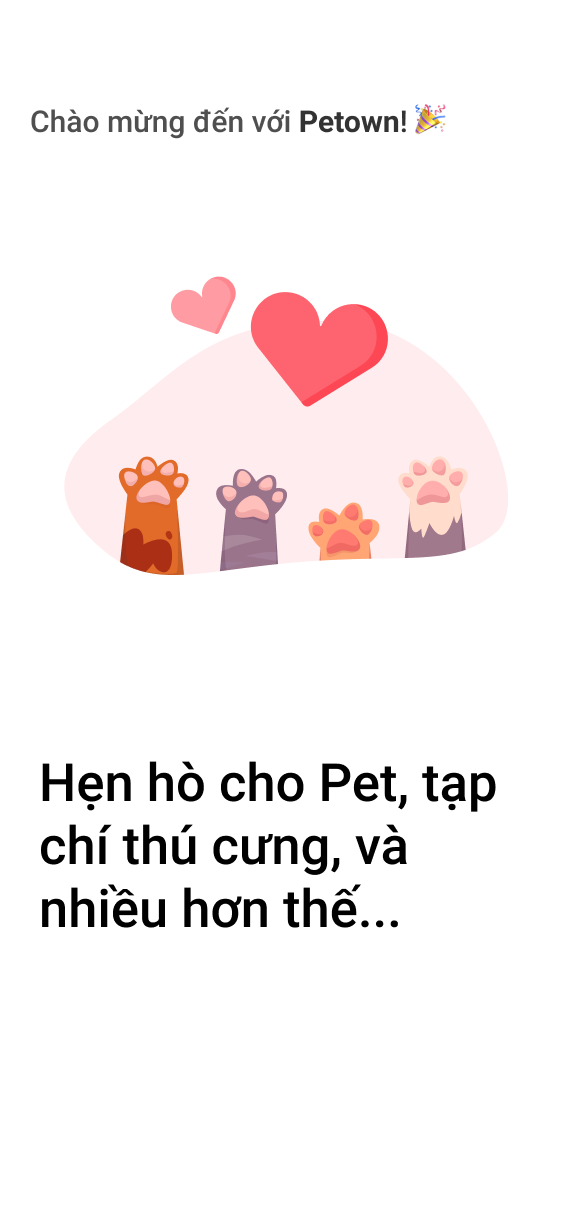 Chào mừng đến với Petown! 🎉
Hẹn hò cho Pet, tạp
chí thú cưng, và
nhiều hơn thế...